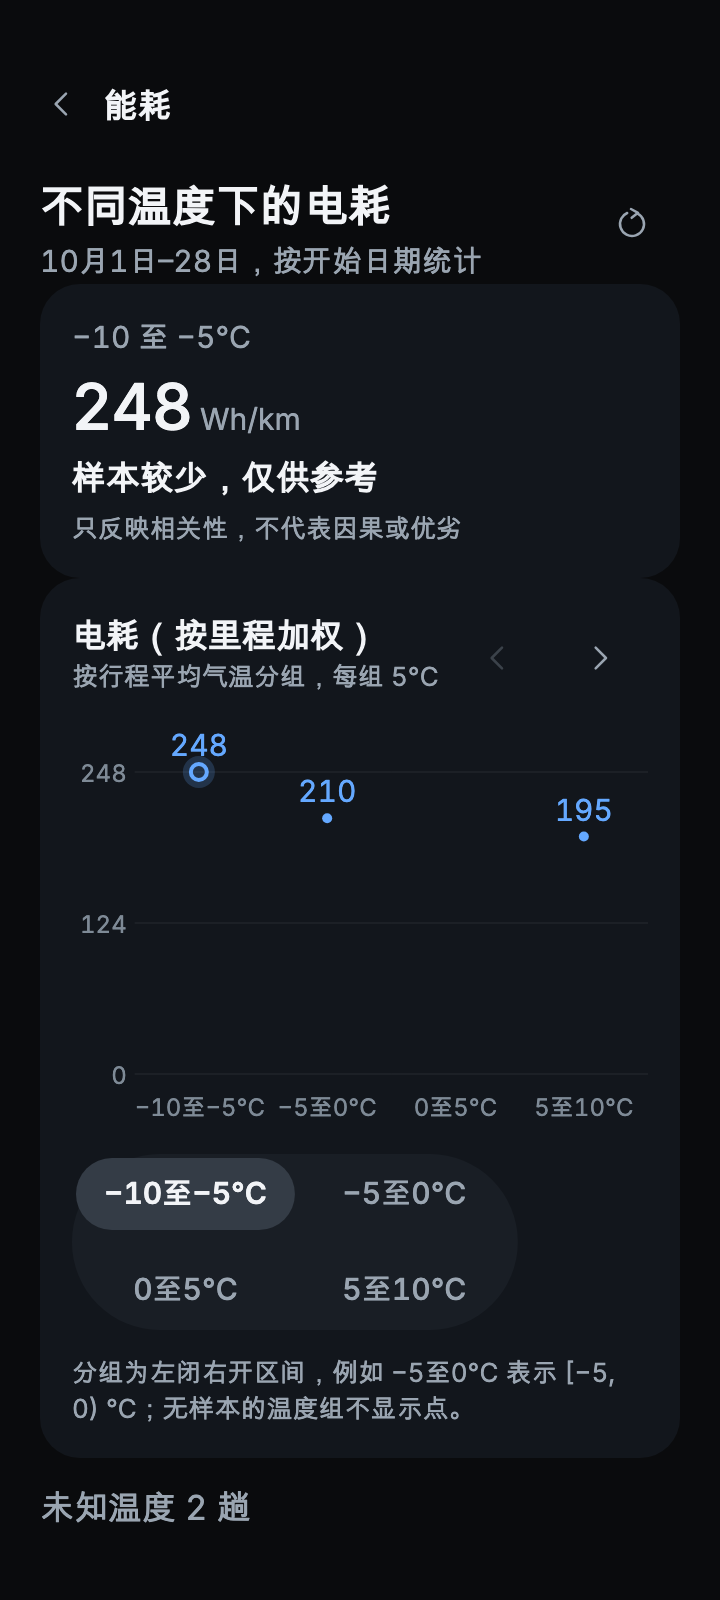 能耗
不同温度下的电耗
10月1日–28日，按开始日期统计
−10 至 −5°C
248 Wh/km
样本较少，仅供参考
只反映相关性，不代表因果或优劣
电耗（按里程加权）
按行程平均气温分组，每组 5°C
248
210
195
248
124
0
−10至−5°C −5至0°C 0至5°C 5至10°C
−10至−5°C −5至0°C
0至5°C 5至10°C
分组为左闭右开区间，例如 −5至0°C 表示 [−5,
0) °C；无样本的温度组不显示点。
未知温度 2 趟